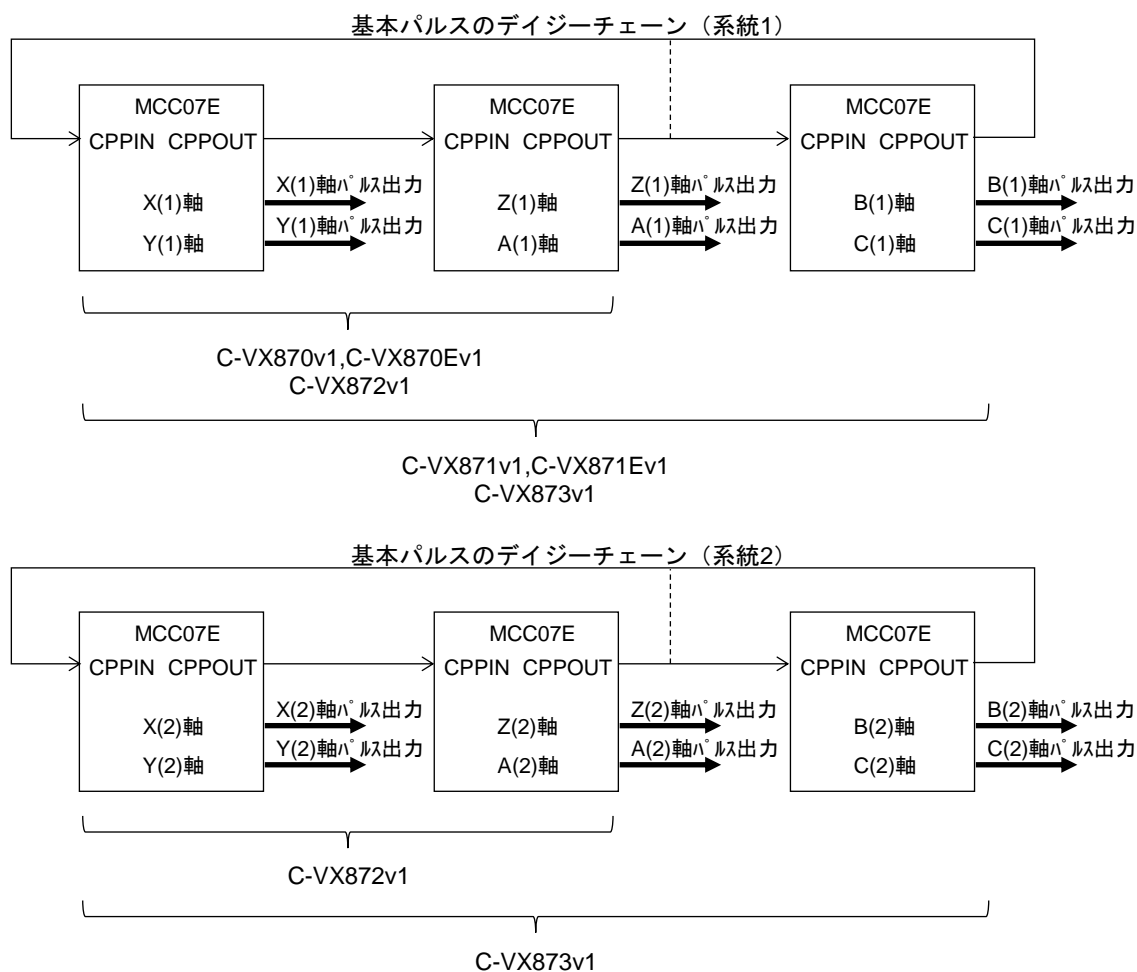 基本パルスのデイジーチェーン（系統1）
MCC07E
CPPIN CPPOUT
X(1)軸
Y(1)軸
X(1)軸ﾊﾟﾙｽ出力
Y(1)軸ﾊﾟﾙｽ出力
MCC07E
CPPIN CPPOUT
Z(1)軸
A(1)軸
Z(1)軸ﾊﾟﾙｽ出力
A(1)軸ﾊﾟﾙｽ出力
MCC07E
CPPIN CPPOUT
B(1)軸
C(1)軸
B(1)軸ﾊﾟﾙｽ出力
C(1)軸ﾊﾟﾙｽ出力
C-VX870v1,C-VX870Ev1
C-VX872v1
C-VX871v1,C-VX871Ev1
C-VX873v1
基本パルスのデイジーチェーン（系統2）
MCC07E
CPPIN CPPOUT
X(2)軸
Y(2)軸
X(2)軸ﾊﾟﾙｽ出力
Y(2)軸ﾊﾟﾙｽ出力
MCC07E
CPPIN CPPOUT
Z(2)軸
A(2)軸
Z(2)軸ﾊﾟﾙｽ出力
A(2)軸ﾊﾟﾙｽ出力
MCC07E
CPPIN CPPOUT
B(2)軸
C(2)軸
B(2)軸ﾊﾟﾙｽ出力
C(2)軸ﾊﾟﾙｽ出力
C-VX872v1
C-VX873v1